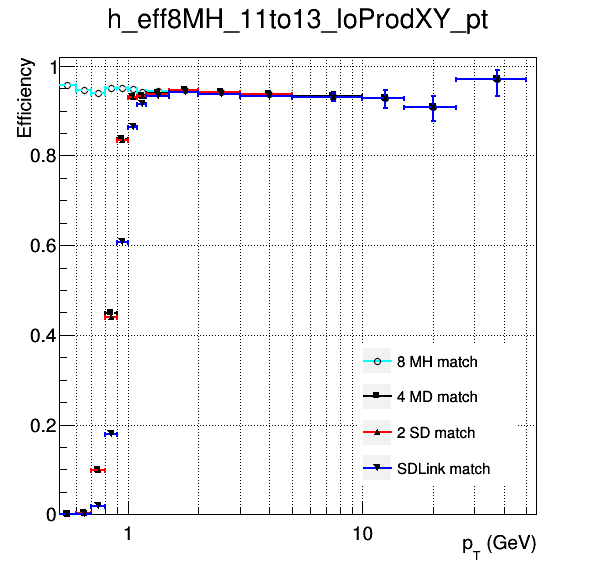 h_eff8MH_11to13_loProdXY_pt
Efficiency
1
0.8
0.6
0.4
0.2
0
8 MH match
4 MD match
2 SD match
SDLink match
1
10
p_T (GeV)